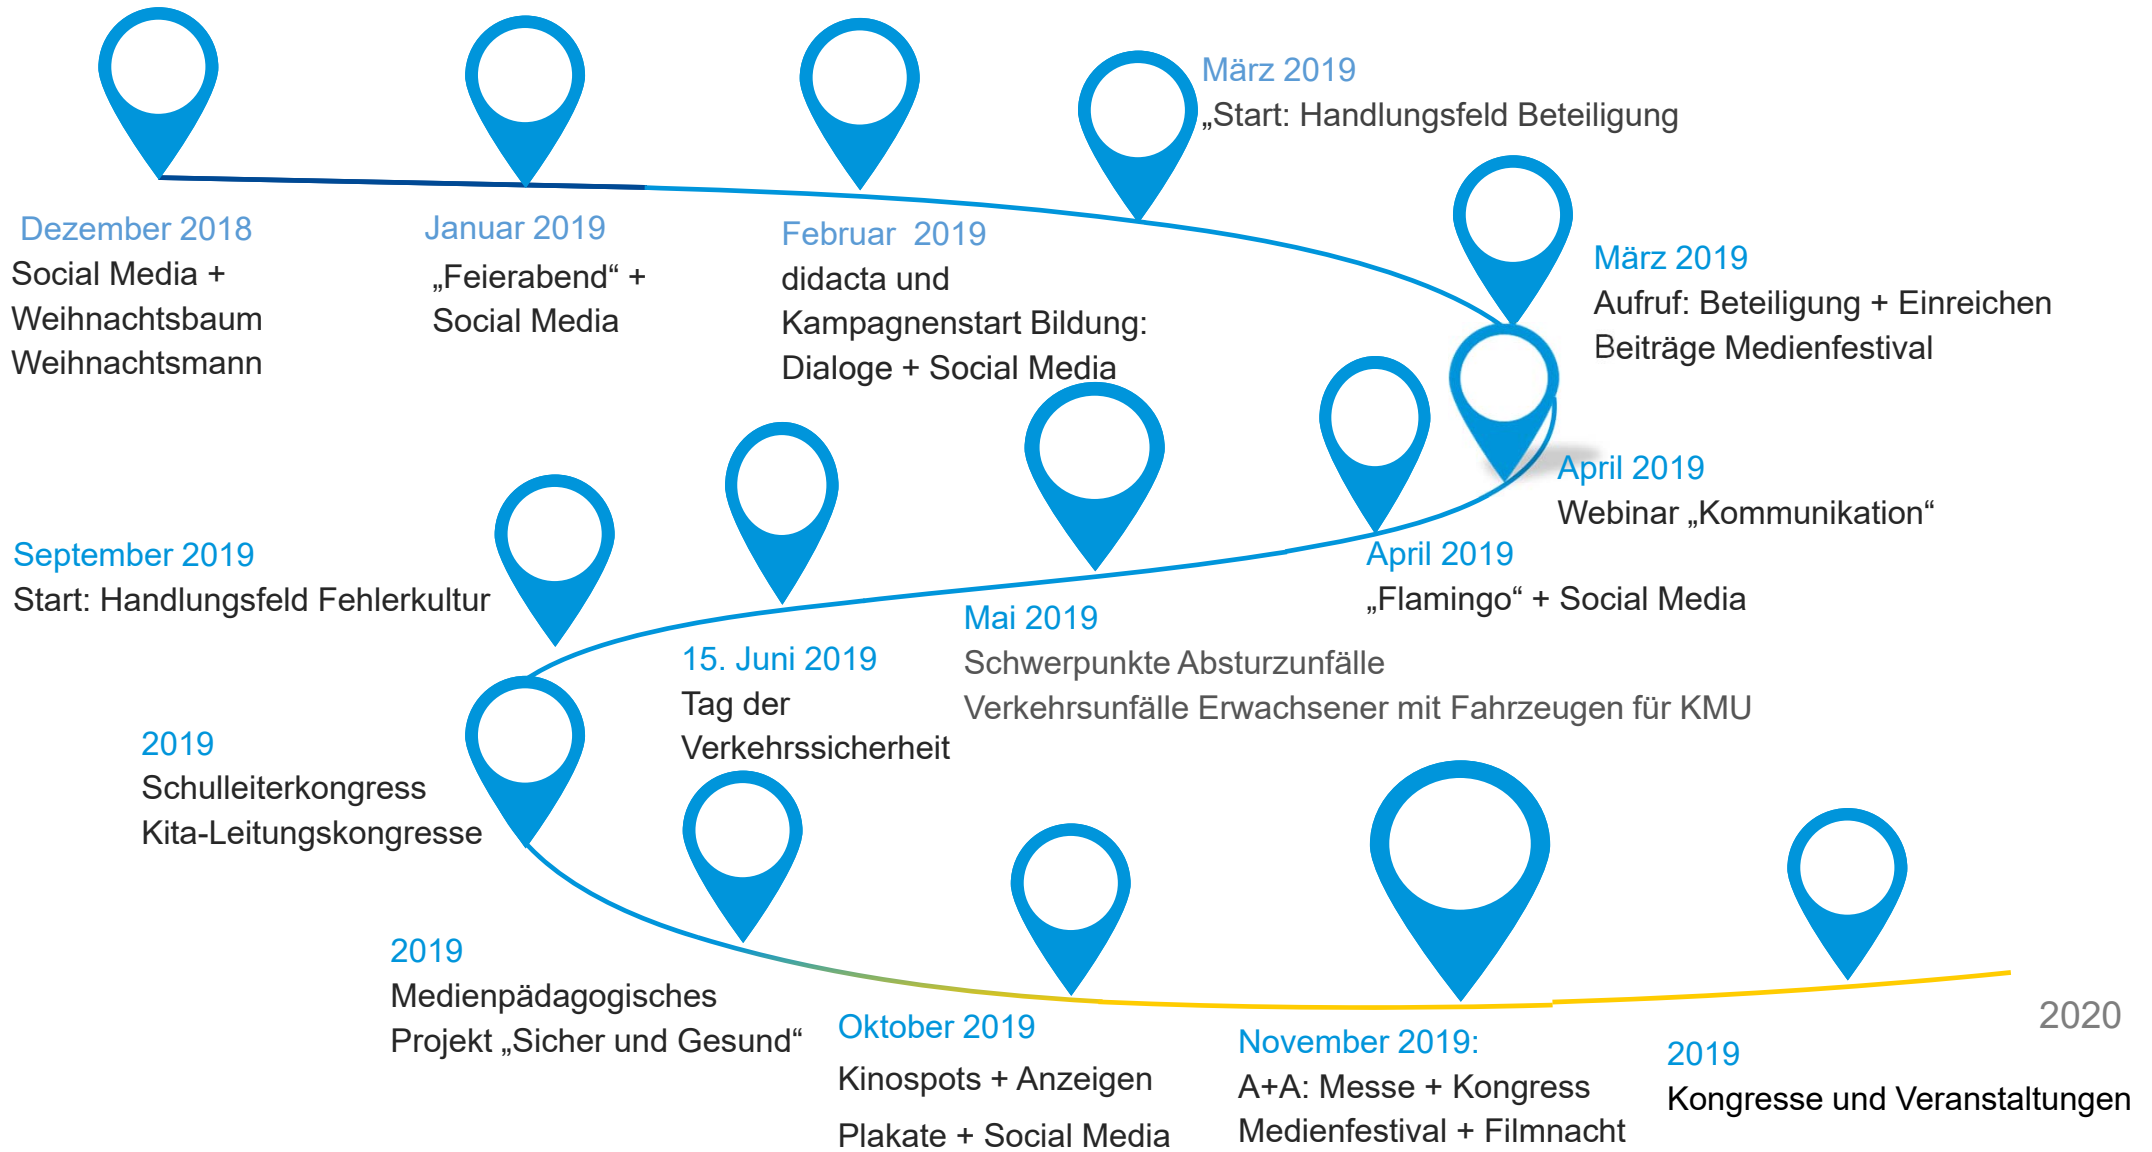 Dezember 2018
Social Media +
Weihnachtsbaum
Weihnachtsmann
Januar 2019
„Feierabend“ +
Social Media
Februar 2019
didacta und
Kampagnenstart Bildung:
Dialoge + Social Media
März 2019
„Start: Handlungsfeld Beteiligung
März 2019
Aufruf: Beteiligung + Einreichen
Beiträge Medienfestival
April 2019
Webinar „Kommunikation“
April 2019
„Flamingo“ + Social Media
Mai 2019
Schwerpunkte Absturzunfälle
Verkehrsunfälle Erwachsener mit Fahrzeugen für KMU
15. Juni 2019
Tag der
Verkehrssicherheit
September 2019
Start: Handlungsfeld Fehlerkultur
2019
Schulleiterkongress
Kita-Leitungskongresse
2019
Medienpädagogisches
Projekt „Sicher und Gesund“
Oktober 2019
Kinospots + Anzeigen
Plakate + Social Media
November 2019:
A+A: Messe + Kongress
Medienfestival + Filmnacht
2019
Kongresse und Veranstaltungen
2020